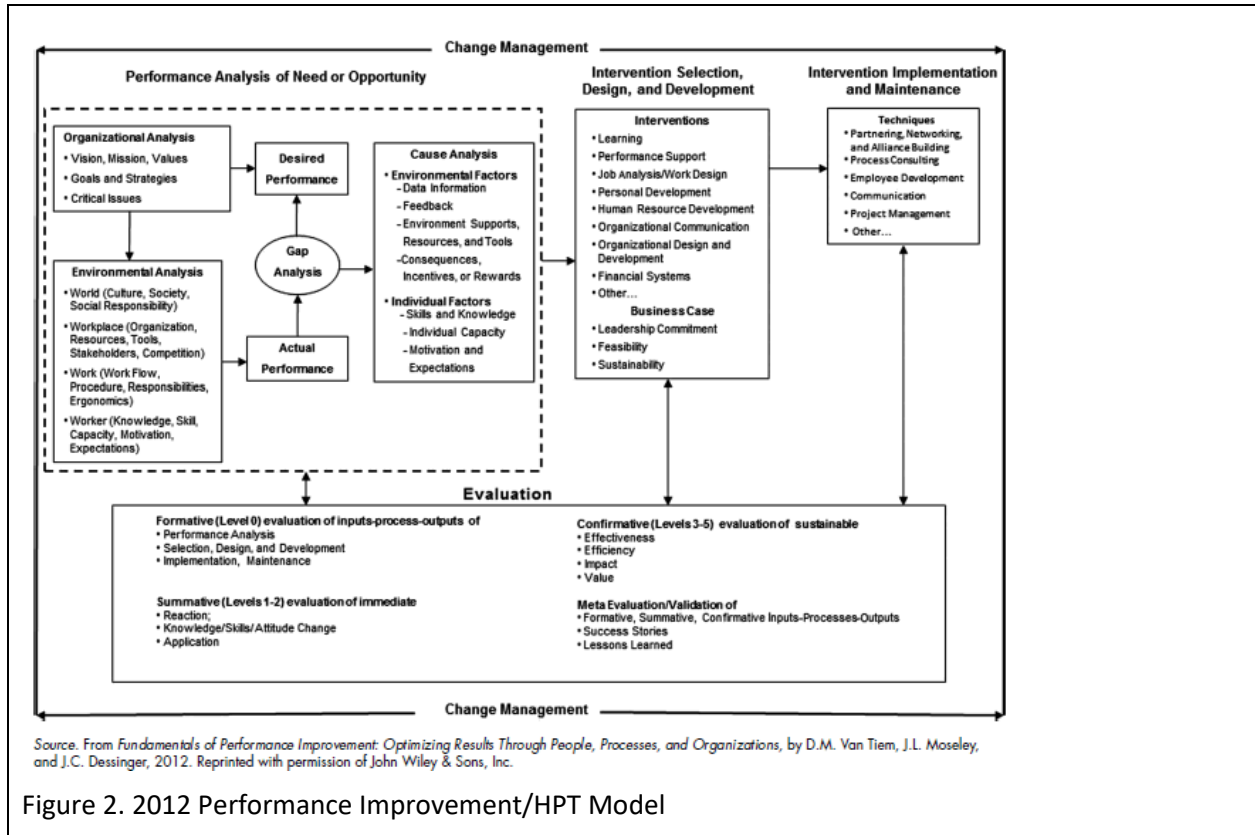 Change Management
Performance Analysis of Need or Opportunity
Organizational Analysis
• Vision, Mission, Values
• Goals and Strategies
• Critical Issues
Environmental Analysis
• World (Culture, Society,
Social Responsibility)
• Workplace (Organization,
Resources, Tools,
Stakeholders, Competition)
• Work (Work Flow,
Procedure, Responsibilities,
Ergonomics)
• Worker (Knowledge, Skill,
Capacity, Motivation,
Expectations)
Desired
Performance
Gap
Analysis
Actual
Performance
Cause Analysis
• Environmental Factors
– Data Information
– Feedback
– Environment Supports,
Resources, and Tools
– Consequences,
Incentives, or Rewards
• Individual Factors
– Skills and Knowledge
– Individual Capacity
– Motivation and
Expectations
Intervention Selection,
Design, and Development
Interventions
• Learning
• Performance Support
• Job Analysis/Work Design
• Personal Development
• Human Resource Development
• Organizational Communication
• Organizational Design and
Development
• Financial Systems
• Other...
Business Case
• Leadership Commitment
• Feasibility
• Sustainability
Intervention Implementation
and Maintenance
Techniques
• Partnering, Networking,
and Alliance Building
• Process Consulting
• Employee Development
• Communication
• Project Management
• Other...
Evaluation
Formative (Level 0) evaluation of inputs-process-outputs of
• Performance Analysis
• Selection, Design, and Development
• Implementation, Maintenance
Summative (Levels 1-2) evaluation of immediate
• Reaction;
• Knowledge/Skills/Attitude Change
• Application
Confirmative (Levels 3-5) evaluation of sustainable
• Effectiveness
• Efficiency
• Impact
• Value
Meta Evaluation/Validation of
• Formative, Summative, Confirmative Inputs-Processes-Outputs
• Success Stories
• Lessons Learned
Change Management
Source. From Fundamentals of Performance Improvement: Optimizing Results Through People, Processes, and Organizations, by D.M. Van Tiem, J.L. Moseley,
and J.C. Dessinger, 2012. Reprinted with permission of John Wiley & Sons, Inc.
Figure 2. 2012 Performance Improvement/HPT Model